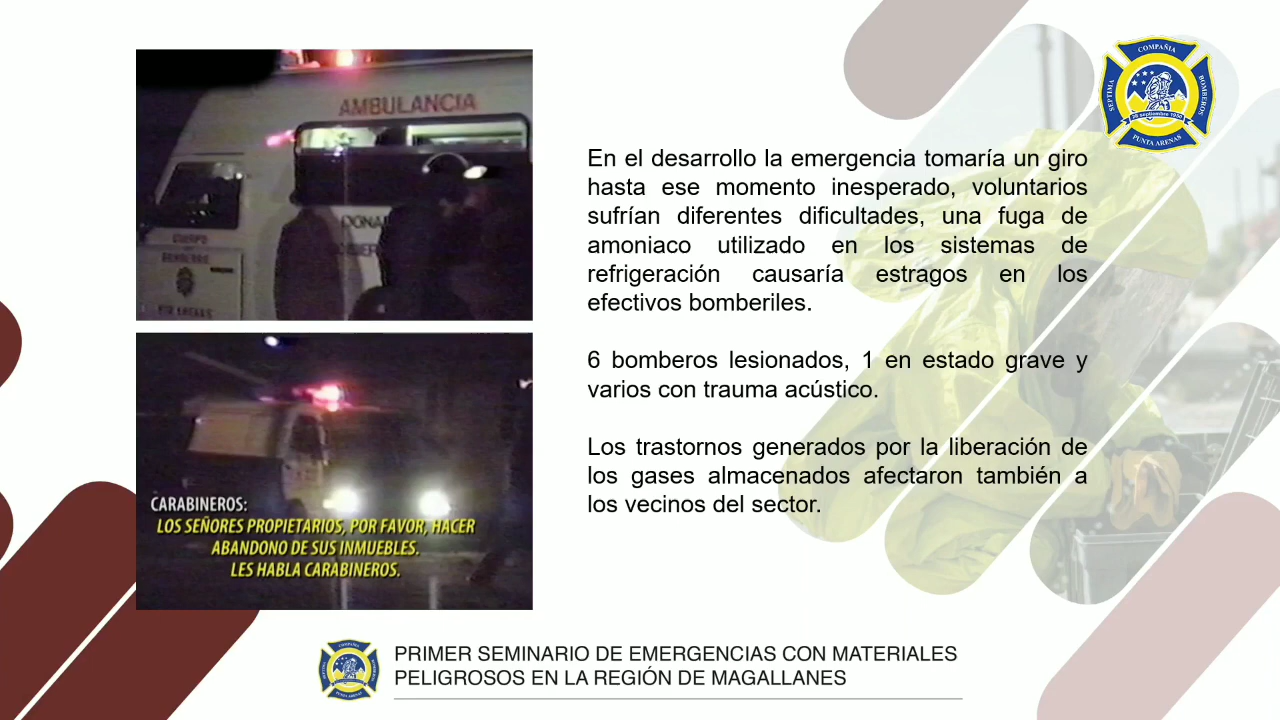 AMBULANCIA
CUERPO
BOMBEROS
CARABINEROS:
LOS SEÑORES PROPIETARIOS, POR FAVOR, HACER
ABANDONO DE SUS INMUEBLES.
LES HABLA CARABINEROS.
COMPAÑIA
SEPTIMA
BOMBEROS
PUNTA ARENAS
En el desarrollo la emergencia tomaría un giro
hasta ese momento inesperado, voluntarios
sufrían diferentes dificultades, una fuga de
amoniaco utilizado en los sistemas de
refrigeración causaría estragos en los
efectivos bomberiles.
6 bomberos lesionados, 1 en estado grave y
varios con trauma acústico.
Los trastornos generados por la liberación de
los gases almacenados afectaron también a
los vecinos del sector.
PRIMER SEMINARIO DE EMERGENCIAS CON MATERIALES
PELIGROSOS EN LA REGIÓN DE MAGALLANES